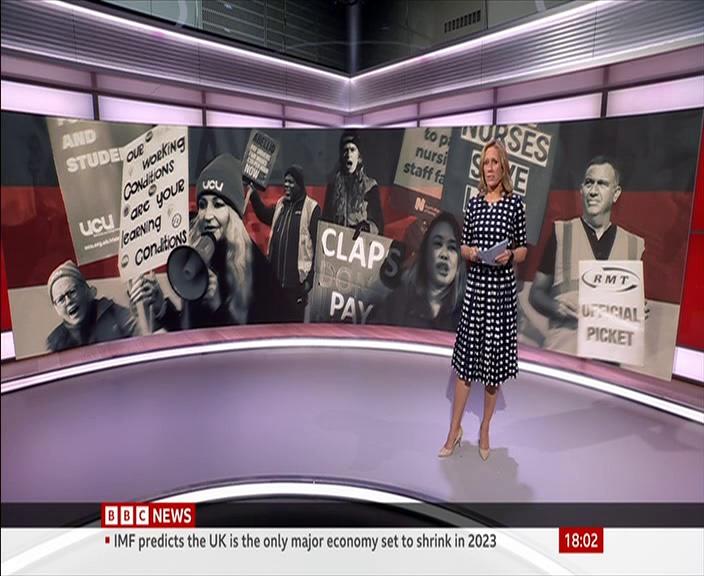 AND
STUDE
ucu
OUR WORKING
CONDITIONS
ARE YOUR
LEARNING
CONDITIONS
UCU
CLAPS
DON'T
PAY
to p
nursi
staff fa
NURSES
SAVE
RMT
OFFICIAL
PICKET
BBC NEWS
IMF predicts the UK is the only major economy set to shrink in 2023
18:02